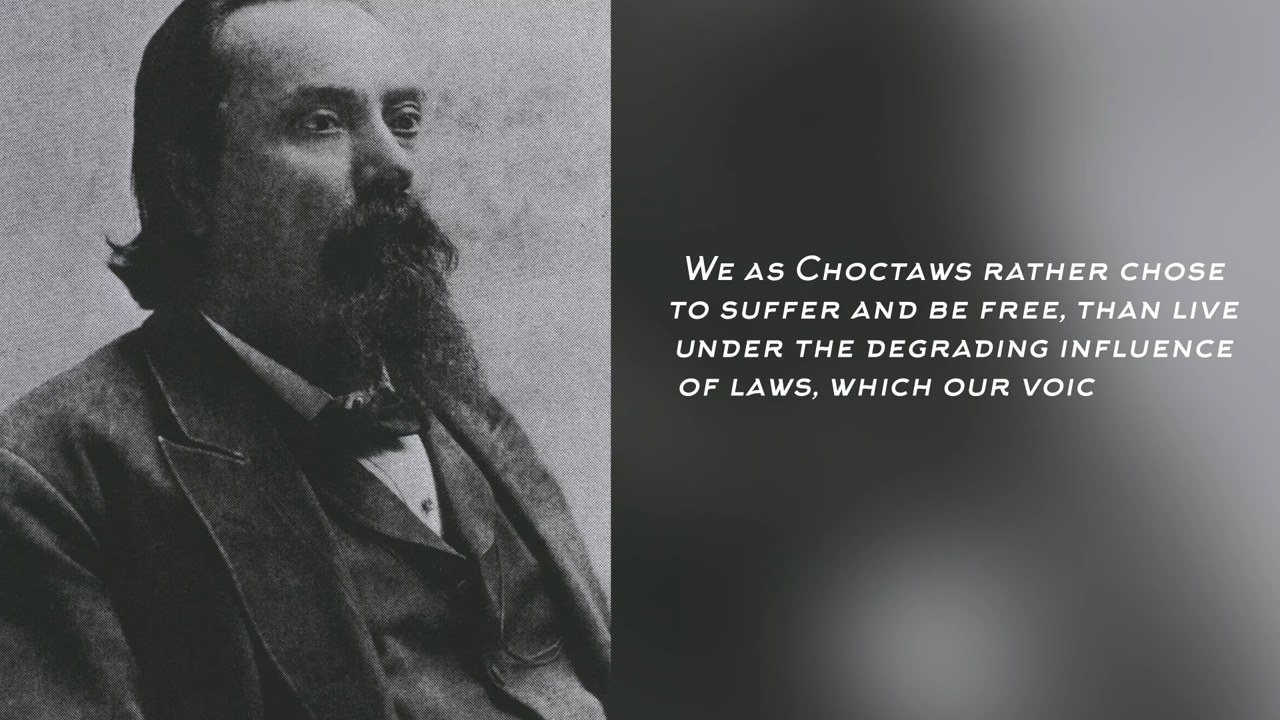 We as Choctaws rather chose
to suffer and be free, than live
under the degrading influence
of laws, which our voic